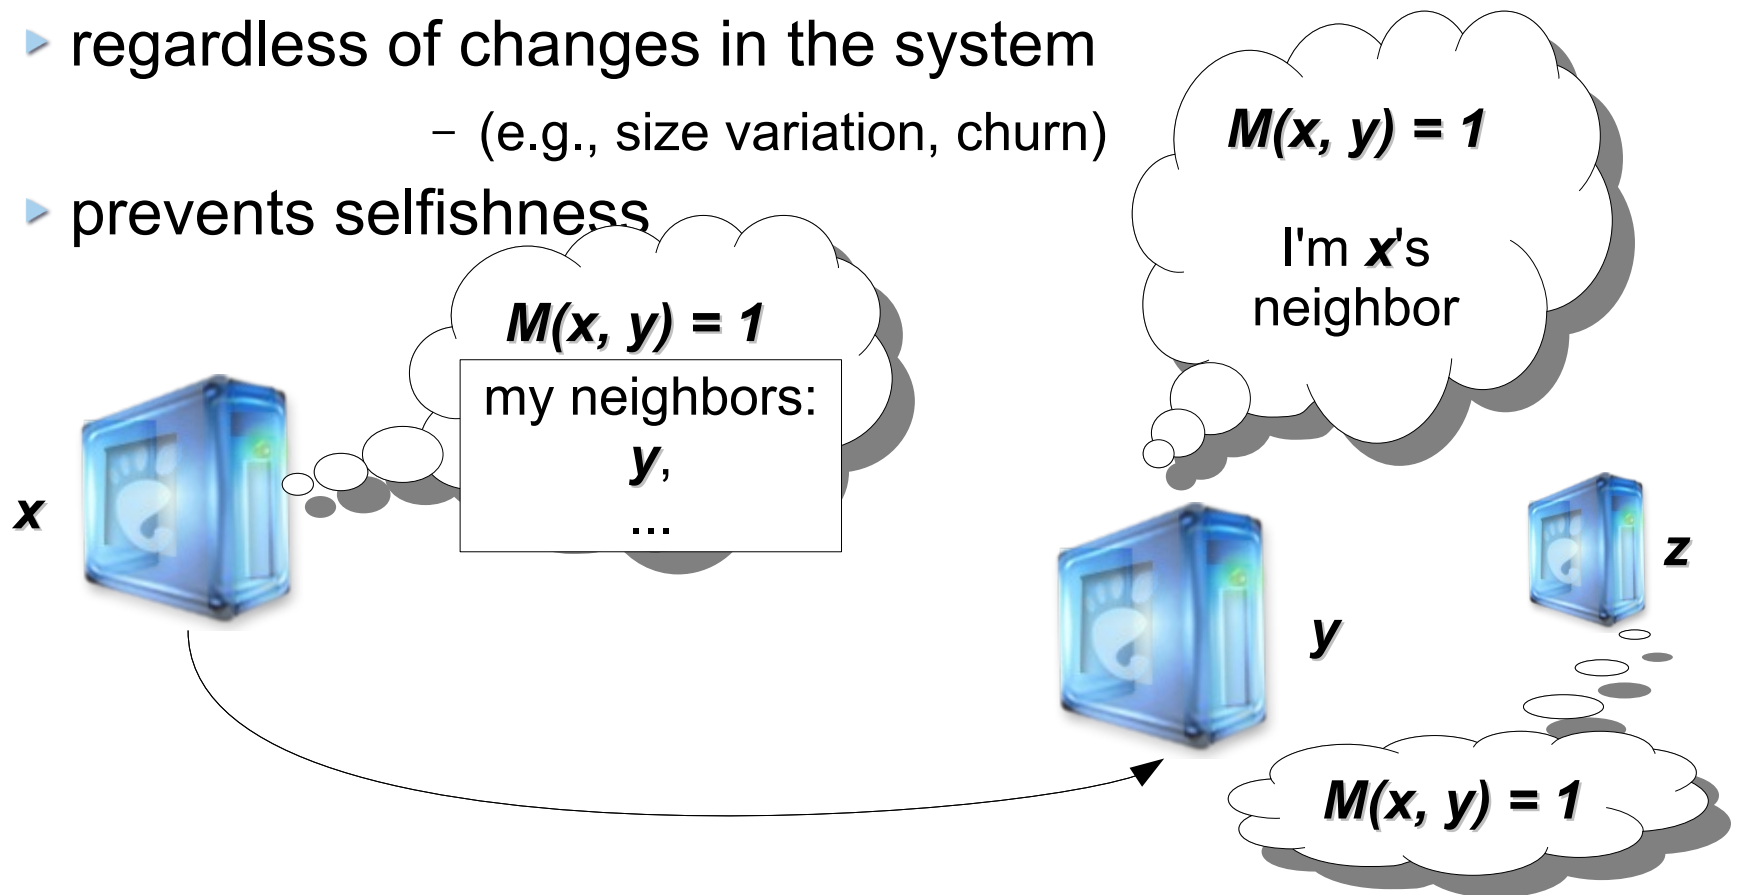 regardless of changes in the system
– (e.g., size variation, churn)
prevents selfishness
M(x, y) = 1
I'm x's
neighbor
M(x, y) = 1
my neighbors:
y,
...
x
y
z
M(x, y) = 1